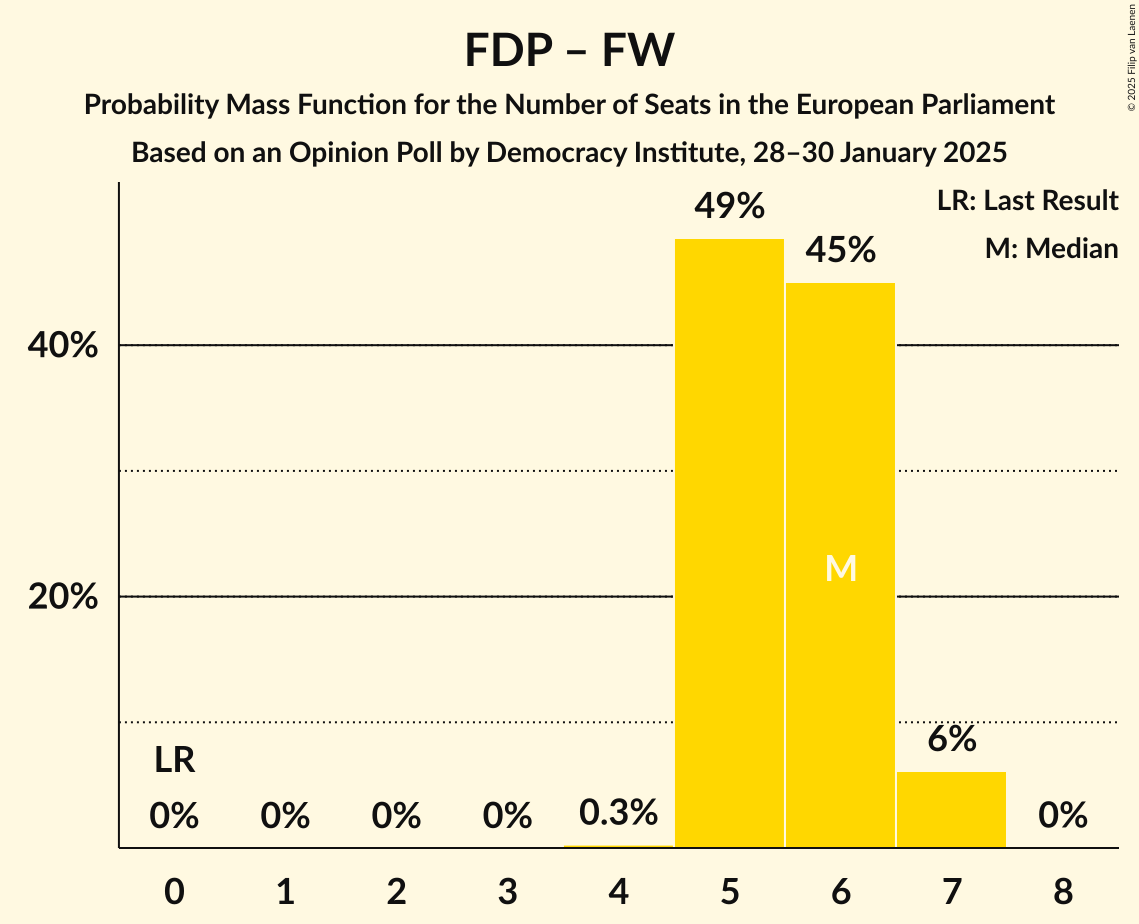 FDP – FW
Probability Mass Function for the Number of Seats in the European Parliament
Based on an Opinion Poll by Democracy Institute, 28–30 January 2025
© 2025 Filip van Laenen
LR: Last Result
M: Median
49%
45%
40%
M
20%
6%
LR
0% 0% 0% 0% 0.3% 0%
0 1 2 3 4 5 6 7 8